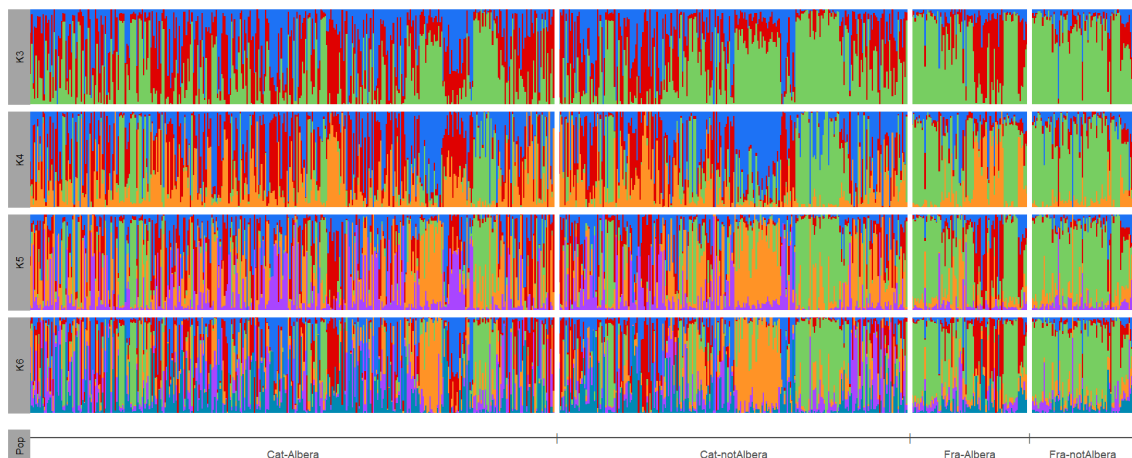 K3
K4
K5
K6
Pop
Cat-Albera
Cat-notAlbera
Fra-Albera
Fra-notAlbera